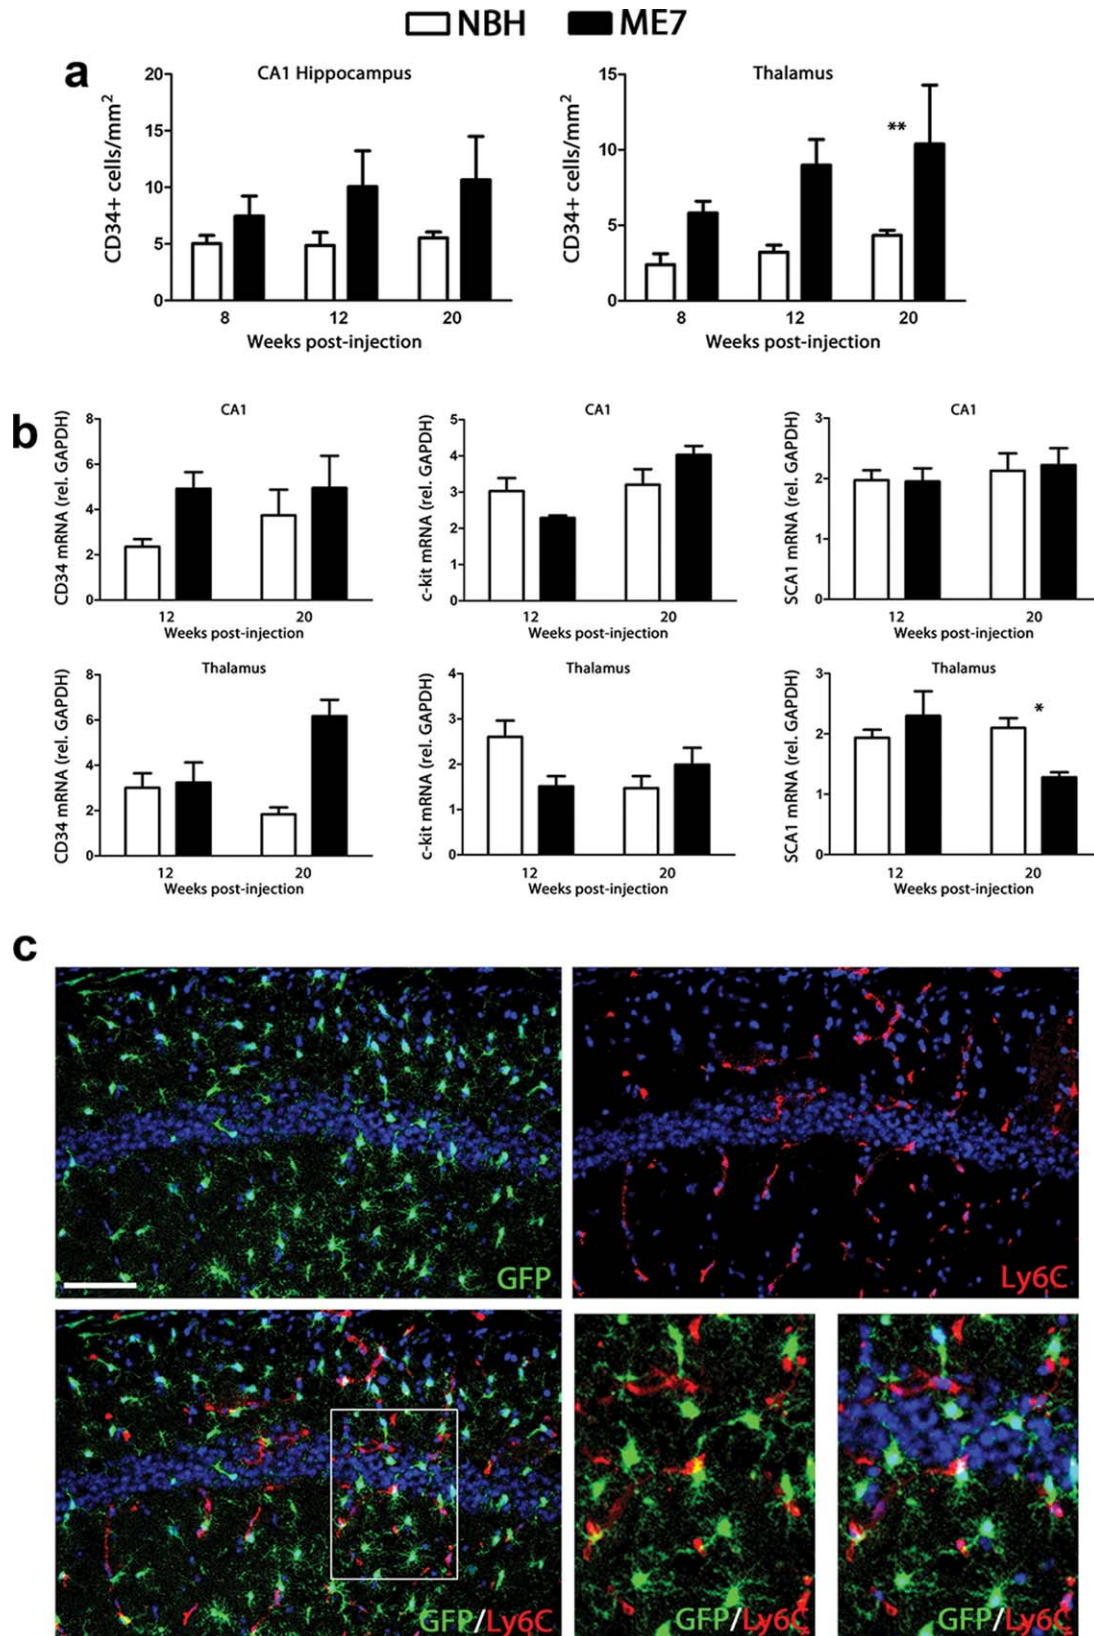 NBH ME7
a
CA1 Hippocampus
CD34+ cells/mm²
20
15
10
5
0
8 12 20
Weeks post-injection
Thalamus
CD34+ cells/mm²
15
10
5
0
**
8 12 20
Weeks post-injection
b
CA1
CD34 mRNA (rel. GAPDH)
8
6
4
2
0
12 20
Weeks post-injection
CA1
c-kit mRNA (rel. GAPDH)
5
4
3
2
1
0
12 20
Weeks post-injection
CA1
SCA1 mRNA (rel. GAPDH)
3
2
1
0
12 20
Weeks post-injection
Thalamus
CD34 mRNA (rel. GAPDH)
8
6
4
2
0
12 20
Weeks post-injection
Thalamus
c-kit mRNA (rel. GAPDH)
4
3
2
1
0
12 20
Weeks post-injection
Thalamus
SCA1 mRNA (rel. GAPDH)
3
2
1
0
*
12 20
Weeks post-injection
c
GFP
Ly6C
GFP/Ly6C
GFP/Ly6C
GFP/Ly6C